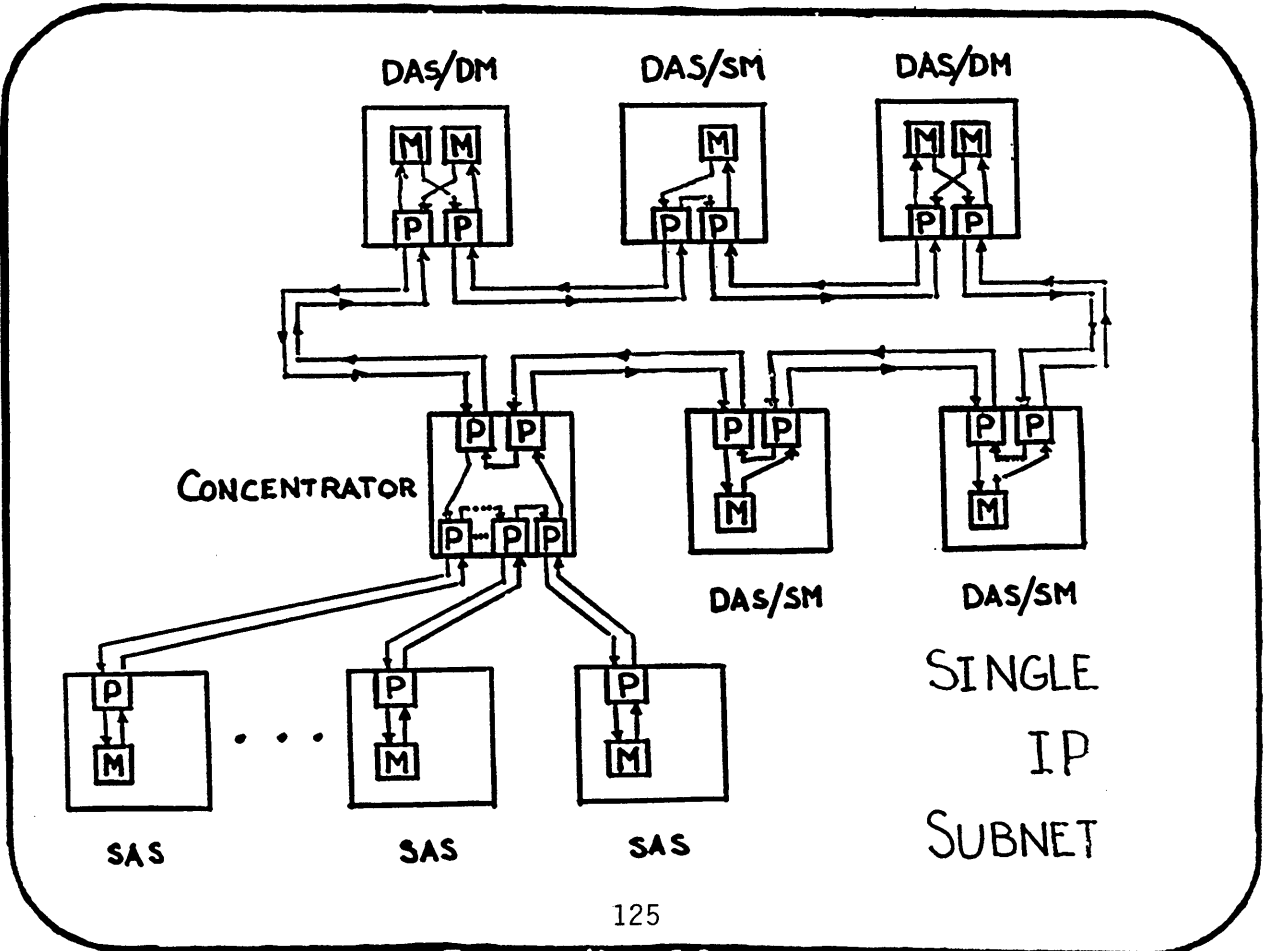 DAS/DM DAS/SM DAS/DM
M M M M M
P P P P P P
P P P P P P
CONCENTRATOR
M M
P ... P P
DAS/SM DAS/SM
SINGLE
IP
SUBNET
P P P
M M M
. . .
SAS SAS SAS
125